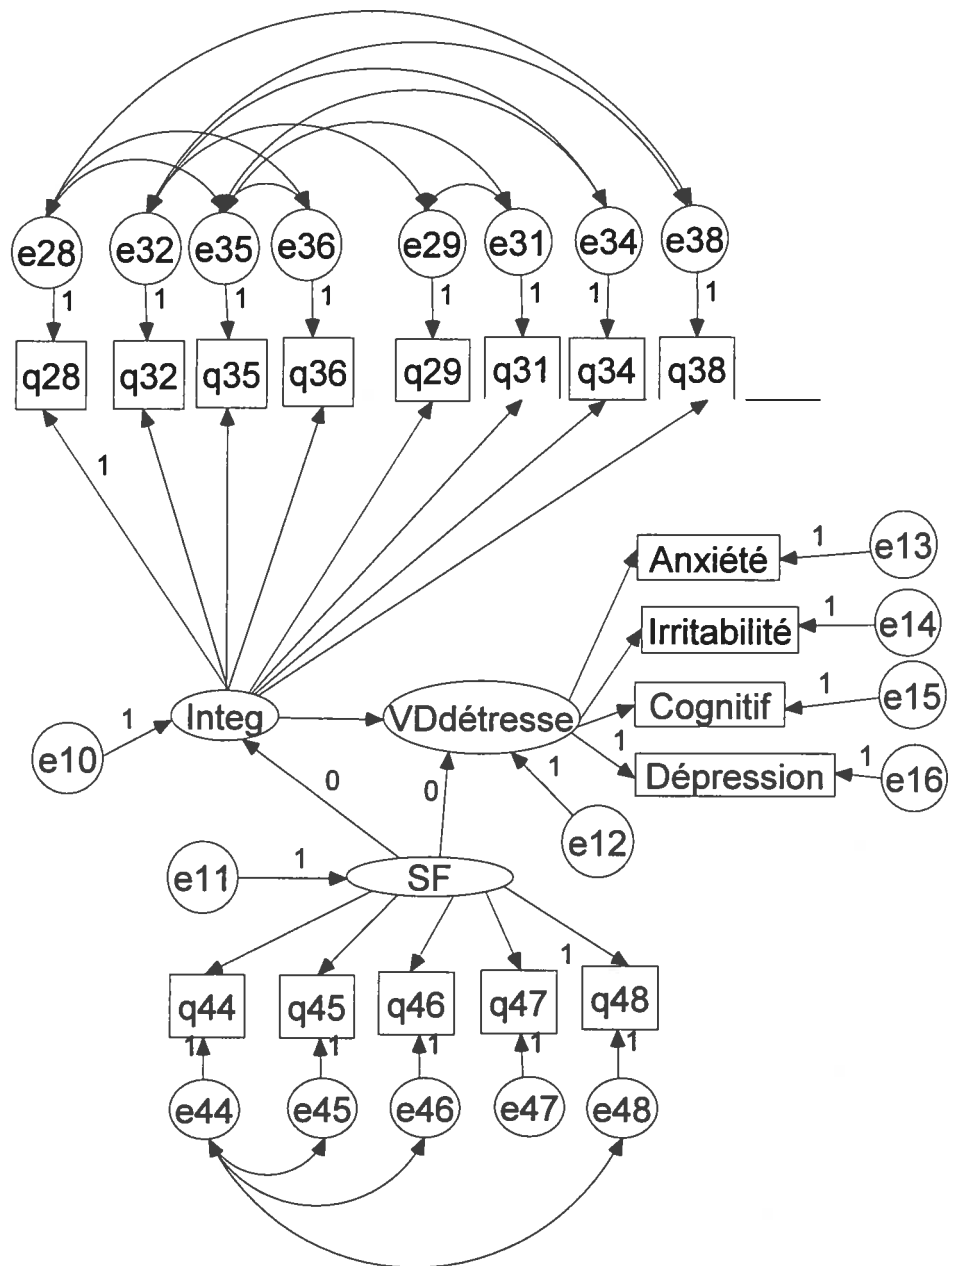 e28 e32 e35 e36 e29 e31 e34 e38
1 1 1 1 1 1 1 1
q28 q32 q35 q36 q29 q31 q34 q38
1
Anxiété 1 e13
Irritabilité 1 e14
Cognitif 1 e15
Dépression 1 e16
1
e10 1 Integ VDdétresse
0 0 1 e12
e11 1 SF
1
q44 q45 q46 q47 q48
1 1 1 1 1
e44 e45 e46 e47 e48